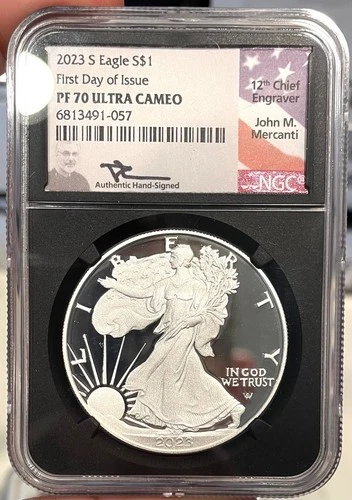 2023 S Eagle S$1
First Day of Issue
PF 70 ULTRA CAMEO
6813491-057
12th Chief
Engraver
John M.
Mercanti
Authentic Hand-Signed
NGC®
LIBERTY
IN GOD
WE TRUST
2023